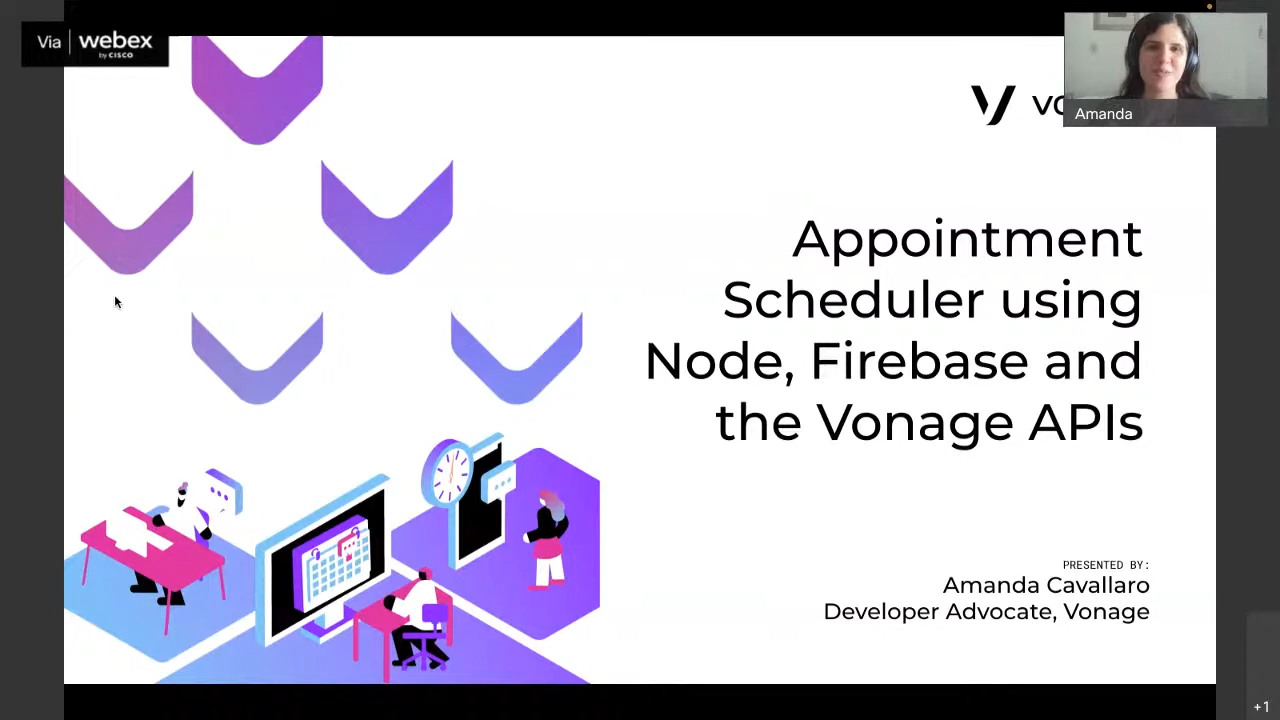 Via webex
by CISCO
Amanda
Appointment
Scheduler using
Node, Firebase and
the Vonage APIs
PRESENTED BY:
Amanda Cavallaro
Developer Advocate, Vonage
+1